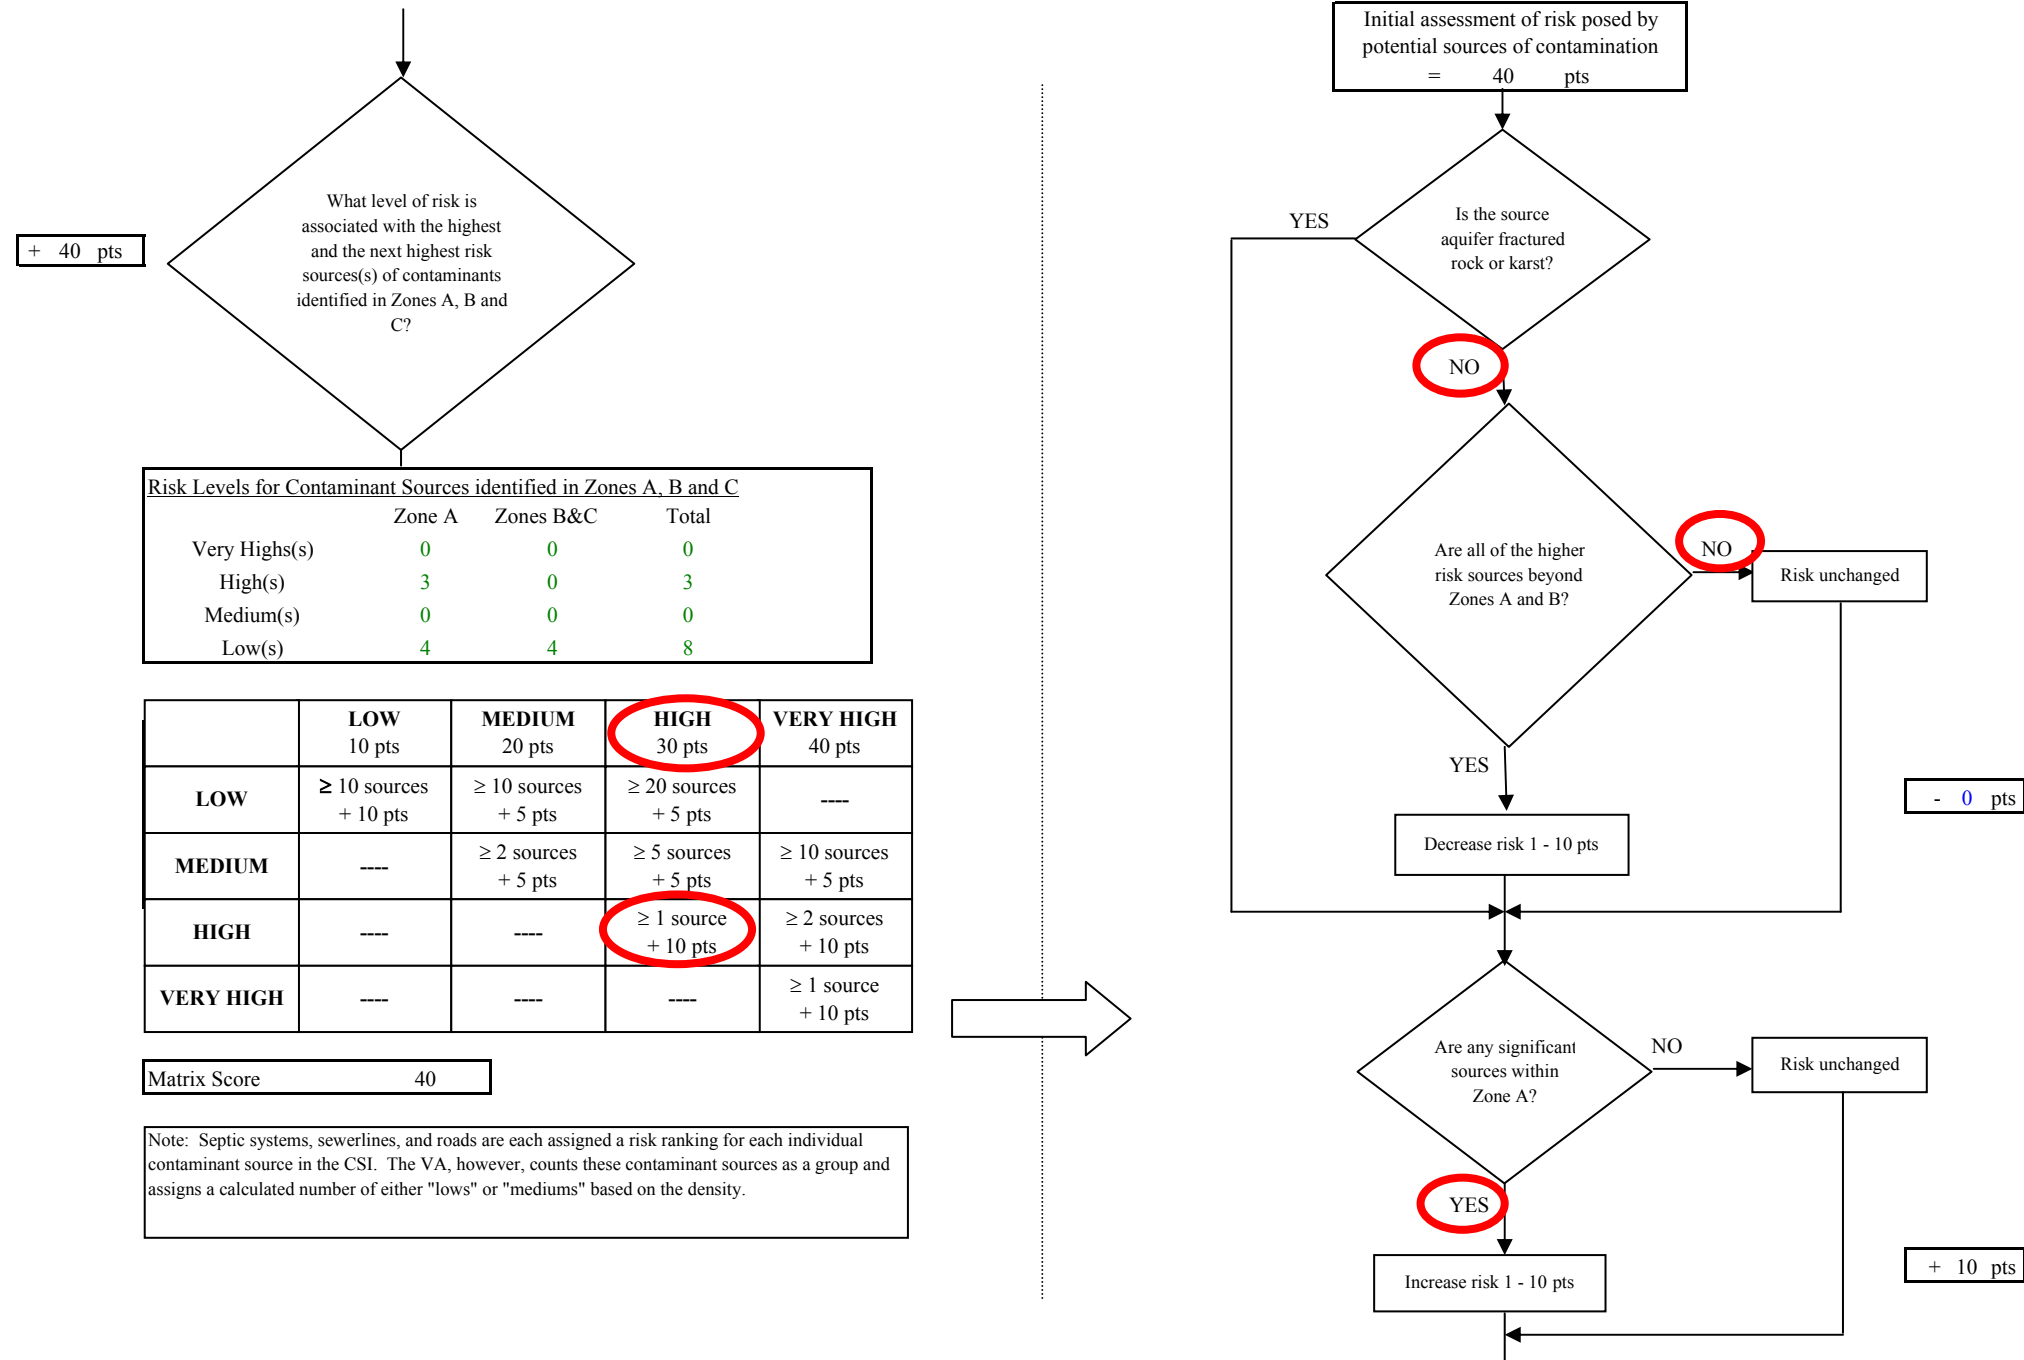 What level of risk is
associated with the highest
and the next highest risk
sources(s) of contaminants
identified in Zones A, B and
C?
+ 40 pts
Risk Levels for Contaminant Sources identified in Zones A, B and C
Zone A Zones B&C Total
Very Highs(s) 0 0 0
High(s) 3 0 3
Medium(s) 0 0 0
Low(s) 4 4 8
LOW MEDIUM HIGH VERY HIGH
10 pts 20 pts 30 pts 40 pts
LOW ≥ 10 sources ≥ 10 sources ≥ 20 sources ----
+ 10 pts + 5 pts + 5 pts
MEDIUM ---- ≥ 2 sources ≥ 5 sources ≥ 10 sources
+ 5 pts + 5 pts + 5 pts
HIGH ---- ---- ≥ 1 source ≥ 2 sources
+ 10 pts + 10 pts
VERY HIGH ---- ---- ---- ≥ 1 source
+ 10 pts
Matrix Score 40
Note: Septic systems, sewerlines, and roads are each assigned a risk ranking for each individual
contaminant source in the CSI. The VA, however, counts these contaminant sources as a group and
assigns a calculated number of either "lows" or "mediums" based on the density.
Initial assessment of risk posed by
potential sources of contamination
= 40 pts
Is the source
aquifer fractured
rock or karst?
YES
NO
Are all of the higher
risk sources beyond
Zones A and B?
NO
Risk unchanged
YES
Decrease risk 1 - 10 pts
- 0 pts
Are any significant
sources within
Zone A?
NO
Risk unchanged
YES
Increase risk 1 - 10 pts
+ 10 pts